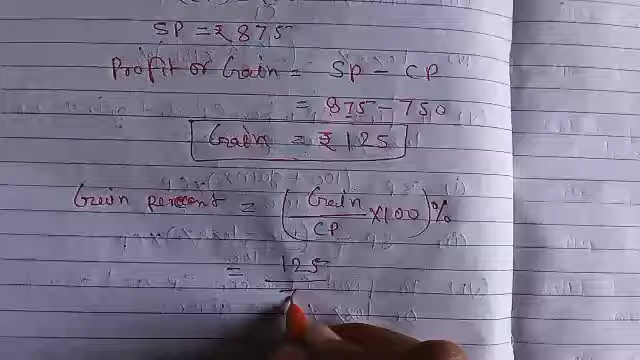 SP = ₹875
Profit or Gain = SP - CP
= 875 - 750
Gain = ₹125
Gain percent = (Gain/CP × 100)%
= 125